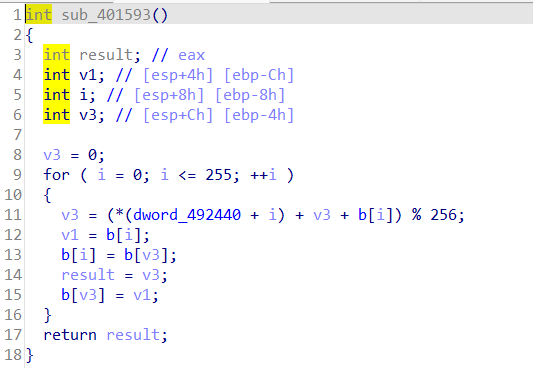 1 int sub_401593()
2 {
3   int result; // eax
4   int v1; // [esp+4h] [ebp-Ch]
5   int i; // [esp+8h] [ebp-8h]
6   int v3; // [esp+Ch] [ebp-4h]
7
8   v3 = 0;
9   for ( i = 0; i <= 255; ++i )
10   {
11     v3 = (*(dword_492440 + i) + v3 + b[i]) % 256;
12     v1 = b[i];
13     b[i] = b[v3];
14     result = v3;
15     b[v3] = v1;
16   }
17   return result;
18 }